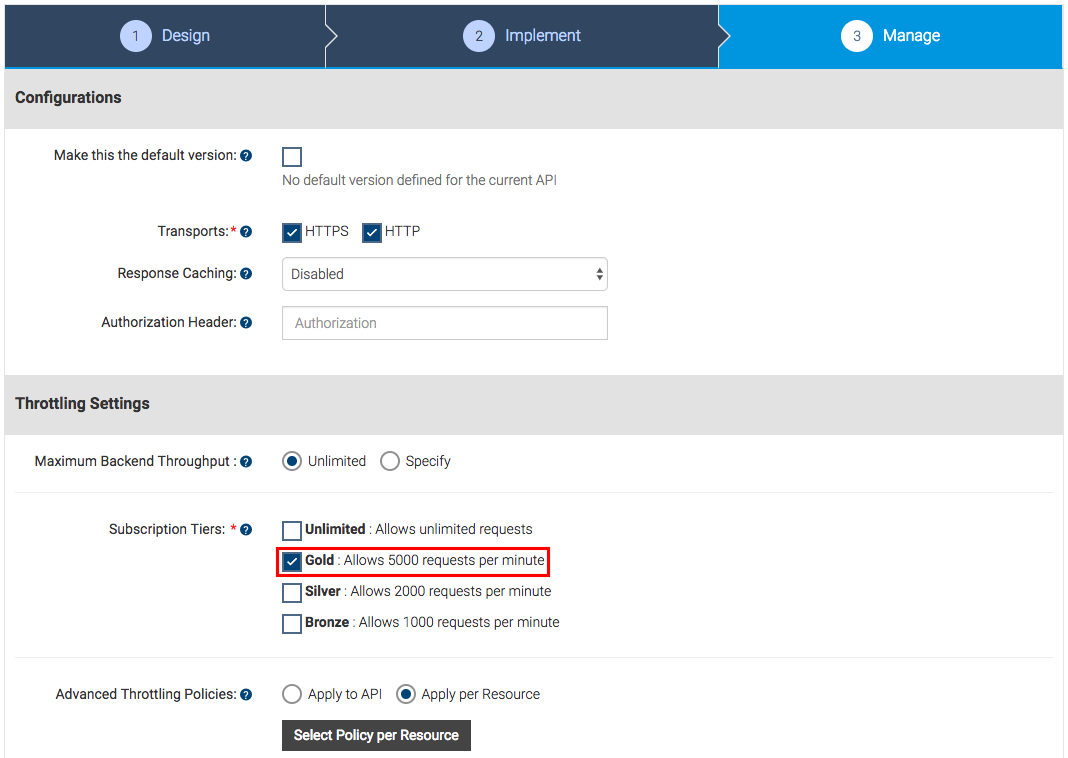 1 Design 2 Implement 3 Manage
Configurations
Make this the default version: ?
No default version defined for the current API
Transports:* ? HTTPS HTTP
Response Caching: ? Disabled
Authorization Header: ? Authorization
Throttling Settings
Maximum Backend Throughput : ? Unlimited Specify
Subscription Tiers: * ? Unlimited : Allows unlimited requests
Gold : Allows 5000 requests per minute
Silver : Allows 2000 requests per minute
Bronze : Allows 1000 requests per minute
Advanced Throttling Policies: ? Apply to API Apply per Resource
Select Policy per Resource